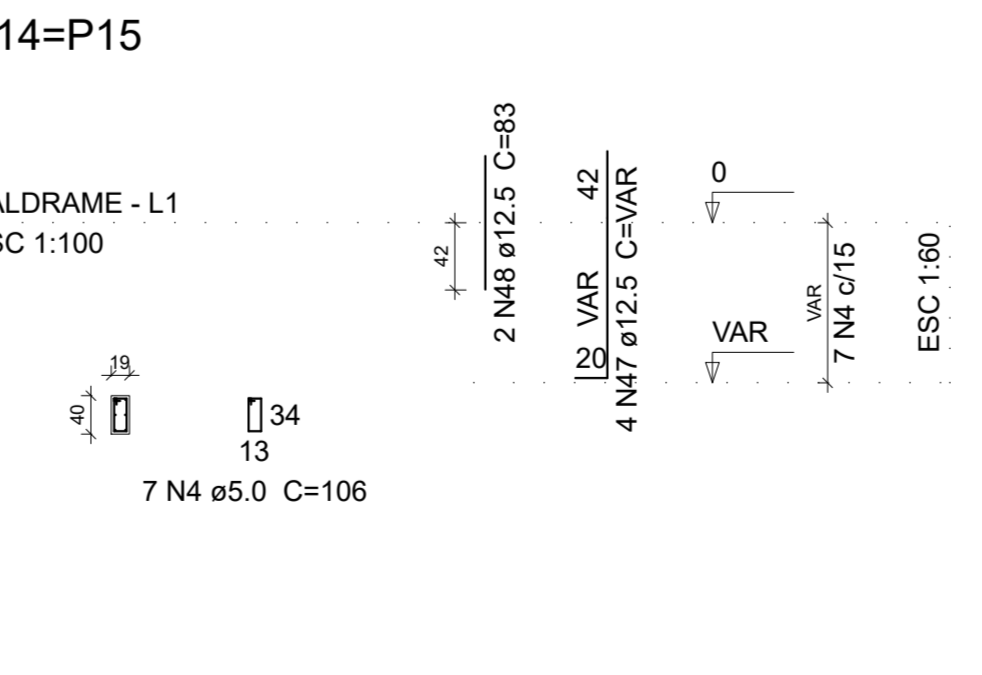 14=P15
ALDRAME - L1
SC 1:100
19
40
34
13
7 N4 ø5.0 C=106
42
2 N48 ø12.5 C=83
42
VAR
20
4 N47 ø12.5 C=VAR
0
VAR
VAR
7 N4 c/15
ESC 1:60